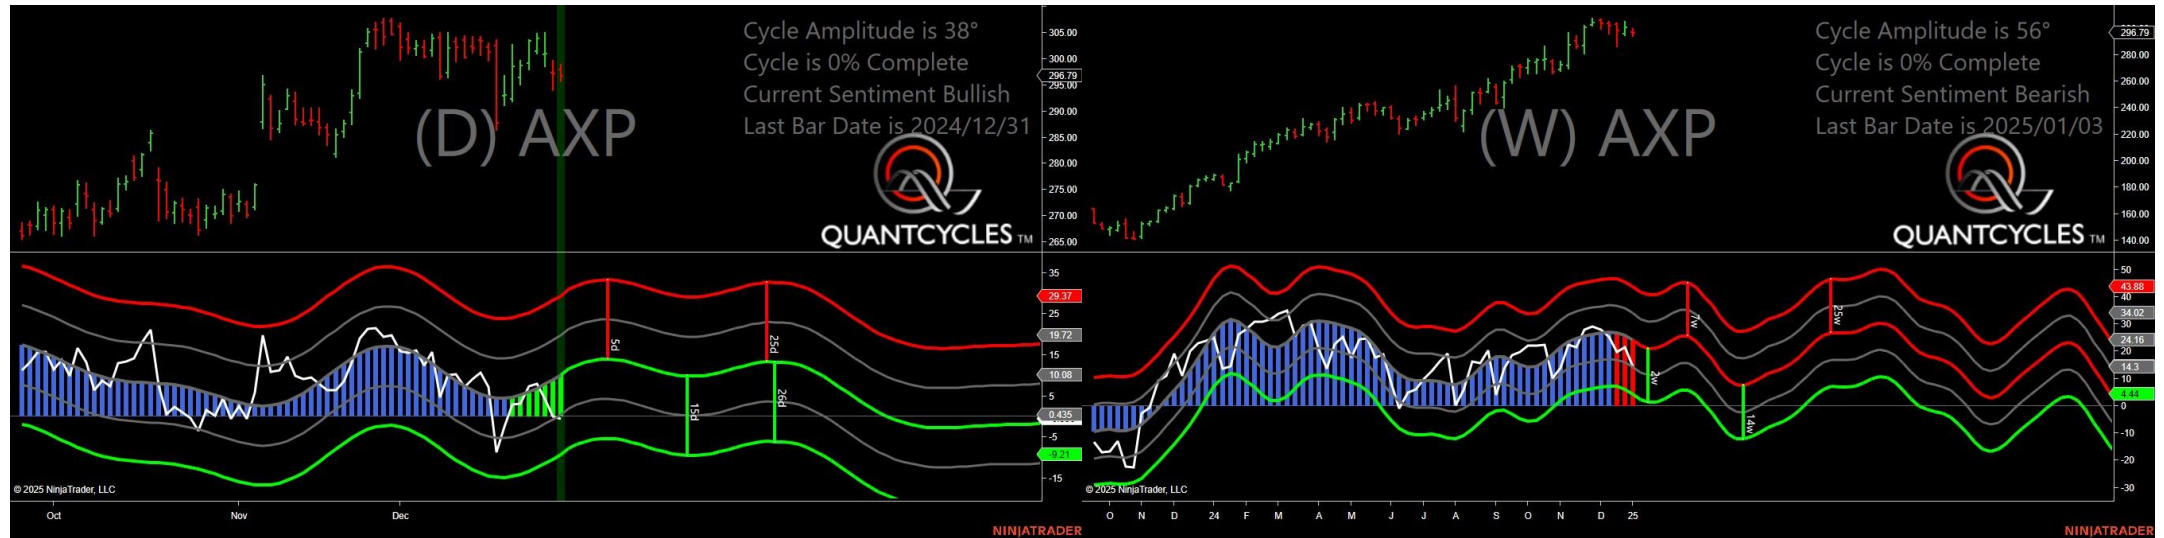 Cycle Amplitude is 38°
Cycle is 0% Complete
Current Sentiment Bullish
Last Bar Date is 2024/12/31
(D) AXP
QUANTCYCLES TM
305.00
300.00
296.79
295.00
290.00
285.00
280.00
275.00
270.00
265.00
35
29.37
25
19.72
15
10.08
5
0.435
-5
-9.21
-15
5d
15d
25d
26d
© 2025 NinjaTrader, LLC
Oct
Nov
Dec
NINJATRADER
Cycle Amplitude is 56°
Cycle is 0% Complete
Current Sentiment Bearish
Last Bar Date is 2025/01/03
(W) AXP
QUANTCYCLES TM
296.79
280.00
260.00
240.00
220.00
200.00
180.00
160.00
140.00
50
43.88
40
34.02
30
24.16
20
14.3
10
4.44
0
-10
-20
-30
2w
7w
14w
25w
© 2025 NinjaTrader, LLC
O N D 24 F M A M J J A S O N D 25
NINJATRADER